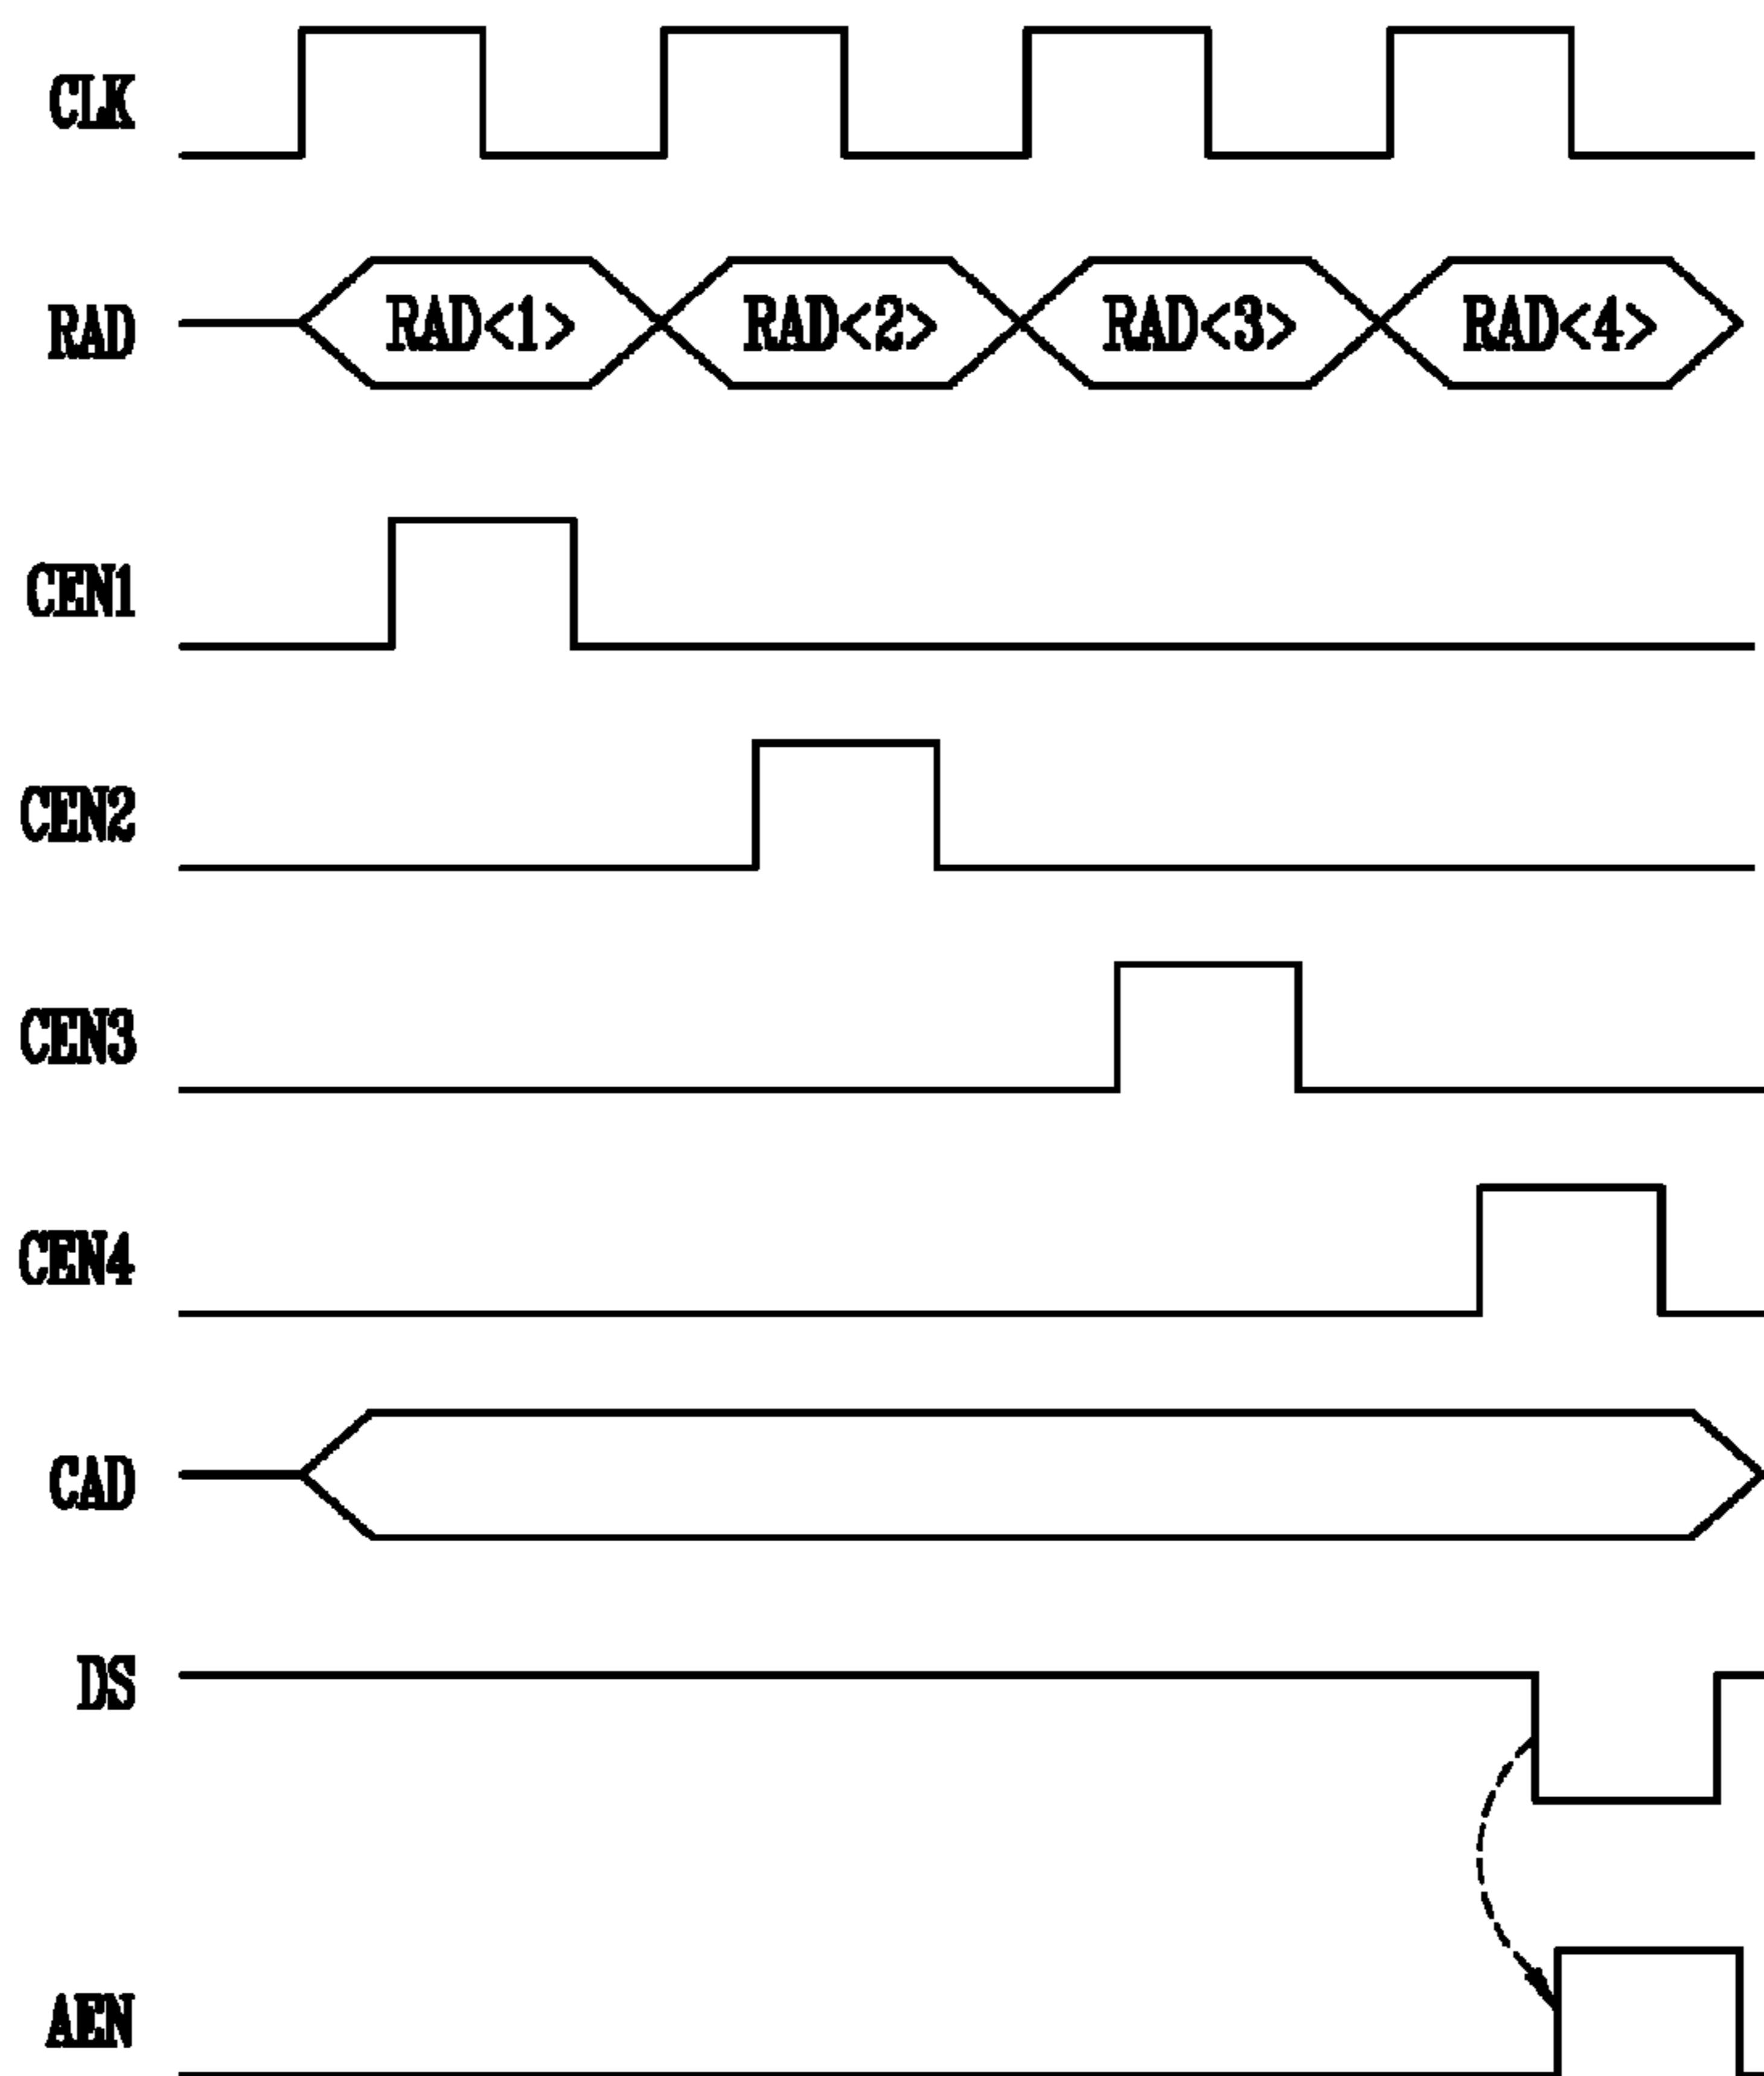 CLK
RAD
RAD<1> RAD<2> RAD<3> RAD<4>
CEN1
CEN2
CEN3
CEN4
CAD
DS
AEN